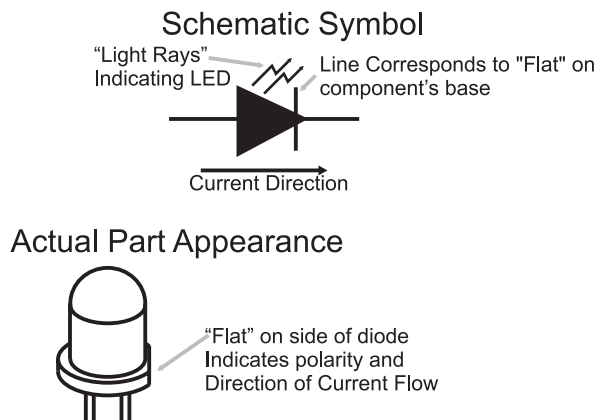 Schematic Symbol
“Light Rays”
Indicating LED
Line Corresponds to "Flat" on
component's base
Current Direction
Actual Part Appearance
“Flat” on side of diode
Indicates polarity and
Direction of Current Flow